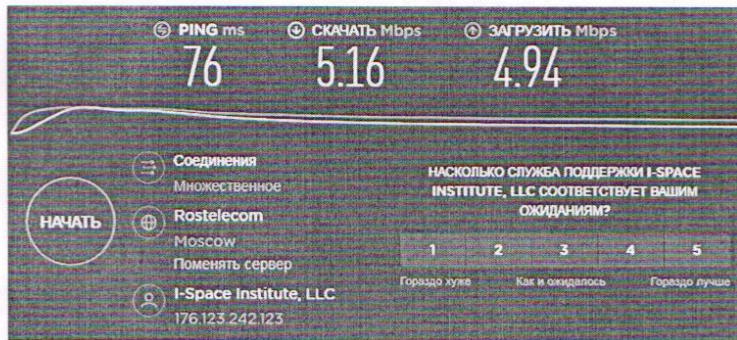 PING ms
СКАЧАТЬ Mbps
ЗАГРУЗИТЬ Mbps
76
5.16
4.94
НАЧАТЬ
Соединения
Множественное
Rostelecom
Moscow
Поменять сервер
I-Space Institute, LLC
176.123.242.123
НАСКОЛЬКО СЛУЖБА ПОДДЕРЖКИ I-SPACE
INSTITUTE, LLC СООТВЕТСТВУЕТ ВАШИМ
ОЖИДАНИЯМ?
1 2 3 4 5
Гораздо хуже Как и ожидалось Гораздо лучше